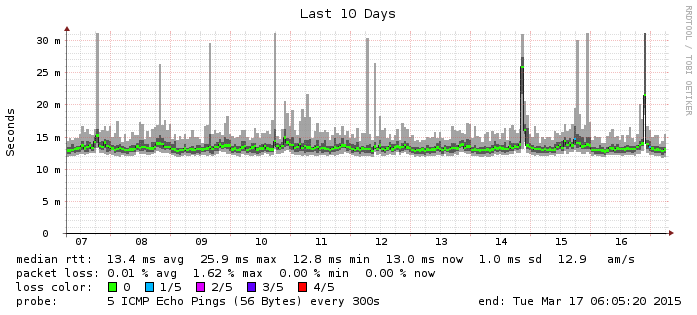 Last 10 Days
RRDTOOL / TOBI OETIKER
Seconds
30 m
25 m
20 m
15 m
10 m
5 m
0
07 08 09 10 11 12 13 14 15 16
median rtt: 13.4 ms avg 25.9 ms max 12.8 ms min 13.0 ms now 1.0 ms sd 12.9 am/s
packet loss: 0.01 % avg 1.62 % max 0.00 % min 0.00 % now
loss color: 0 1/5 2/5 3/5 4/5
probe: 5 ICMP Echo Pings (56 Bytes) every 300s end: Tue Mar 17 06:05:20 2015